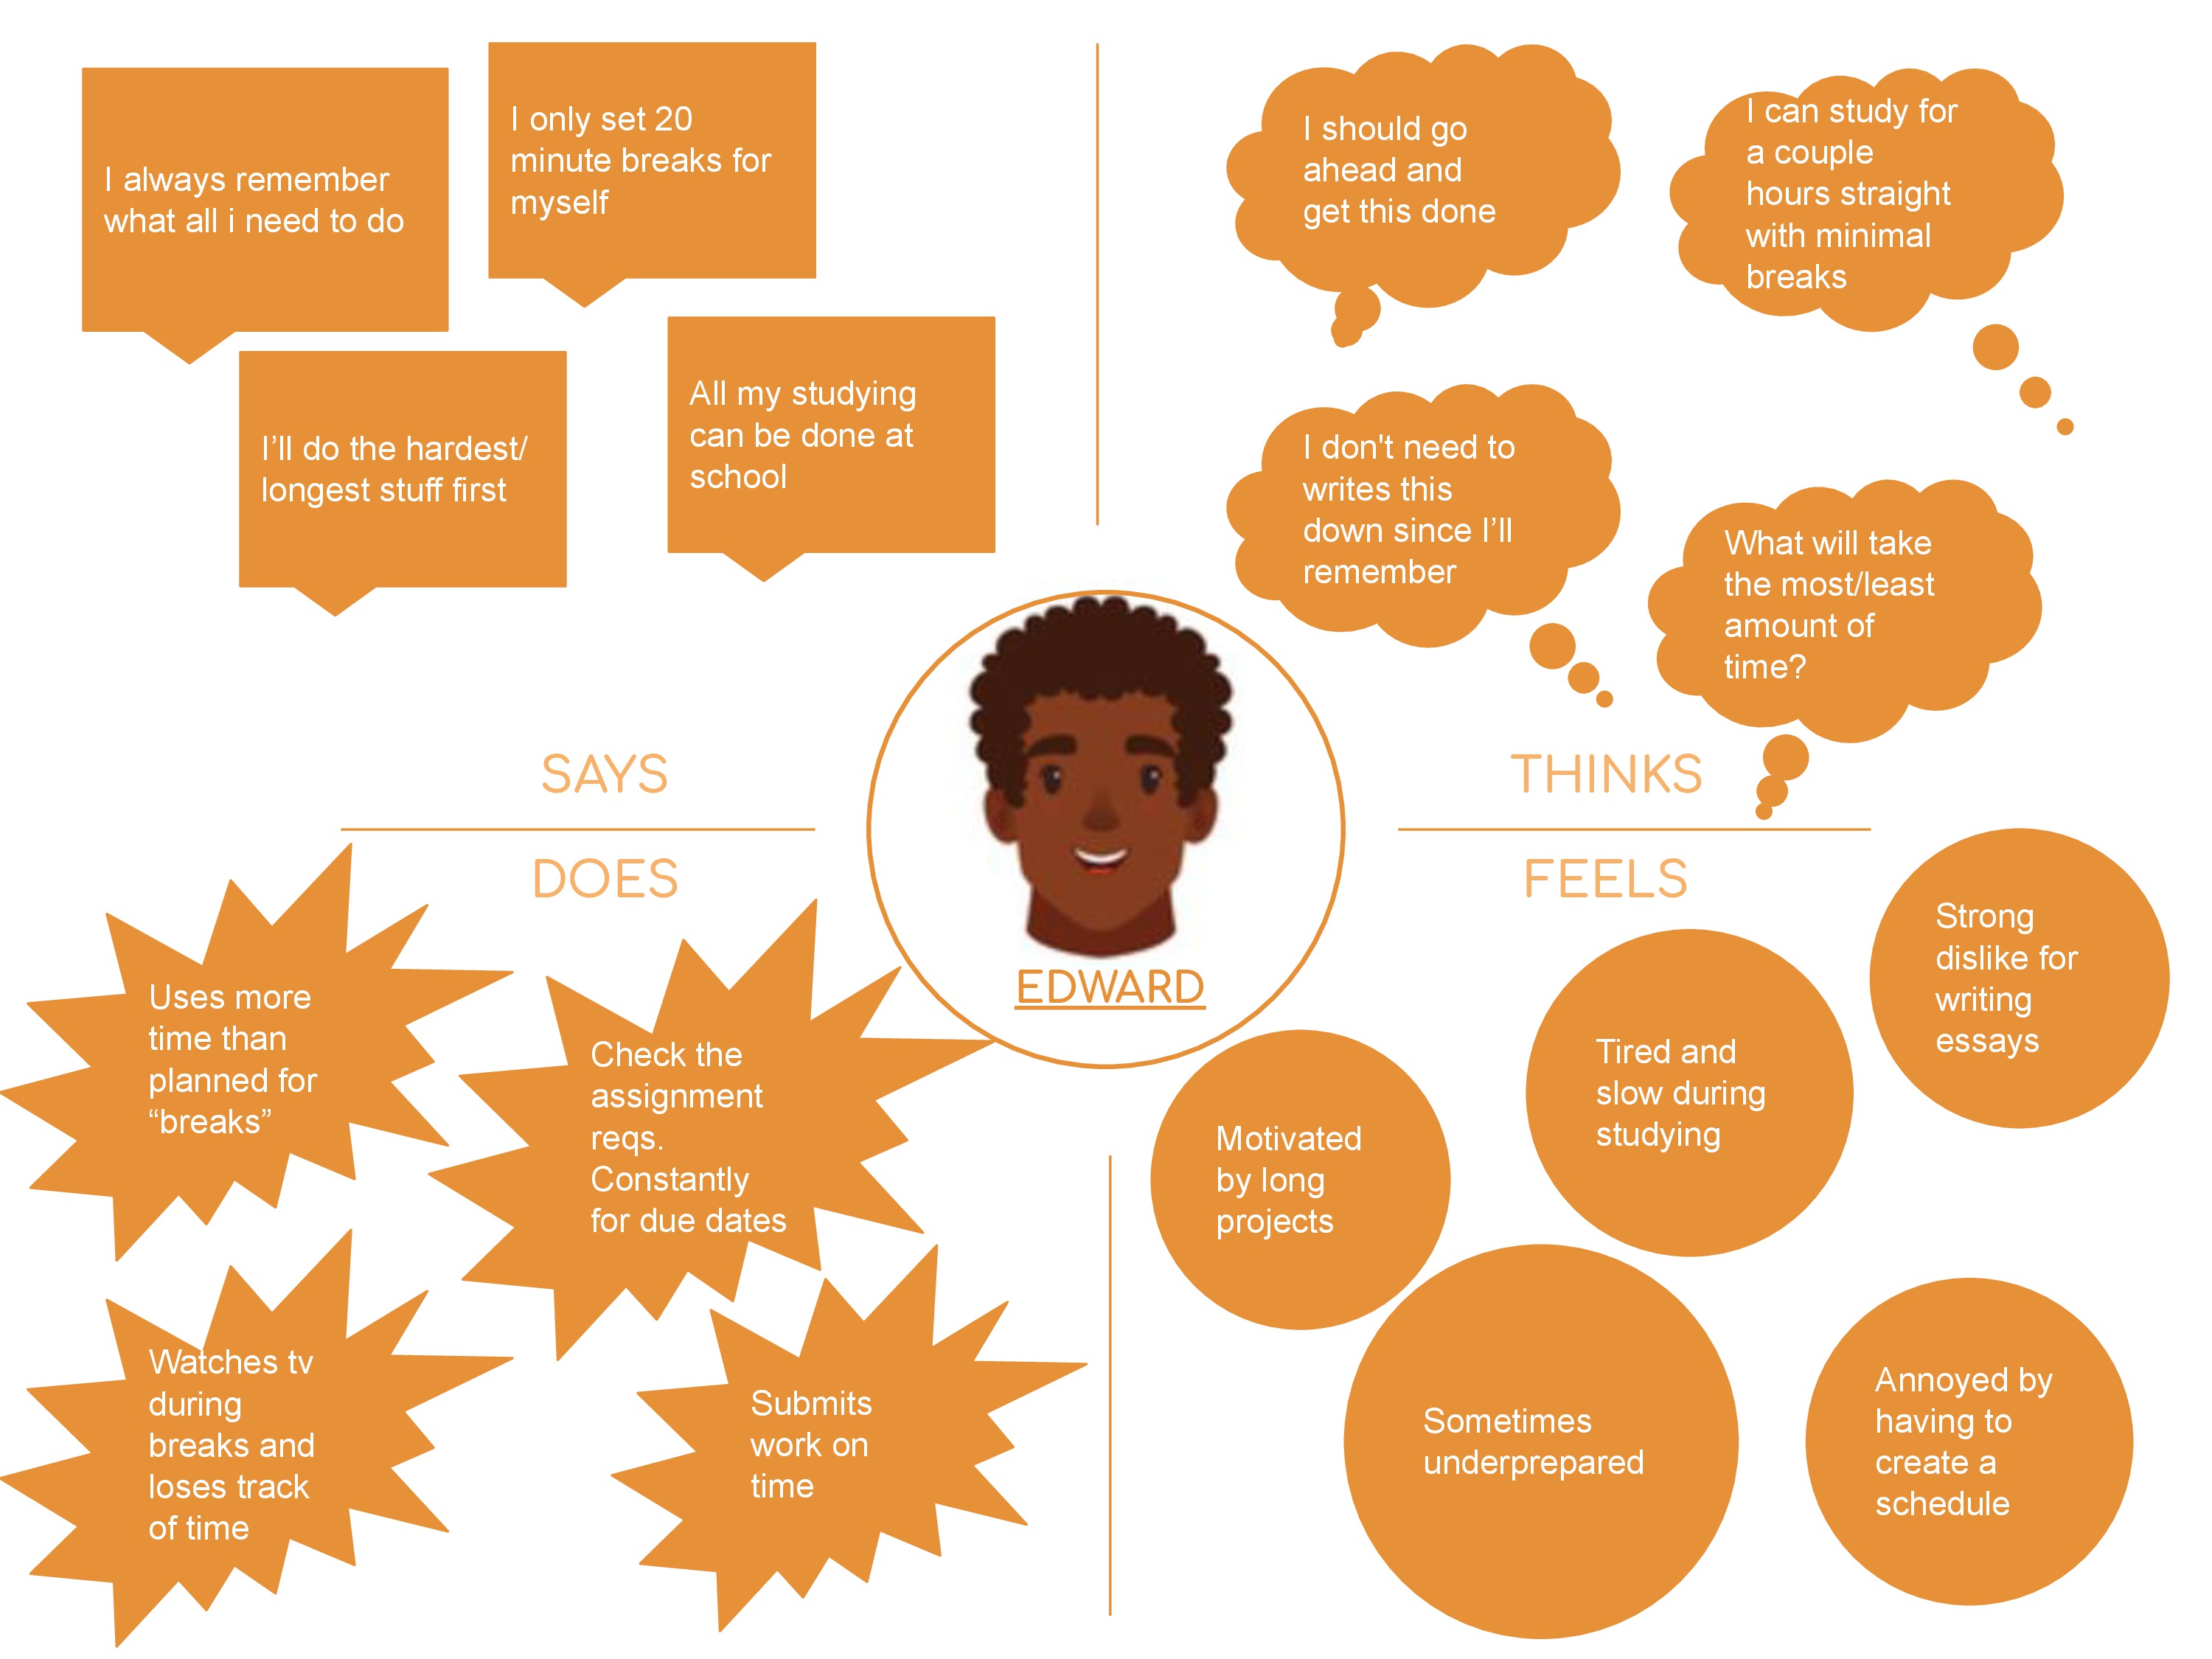 I always remember
what all i need to do
I only set 20
minute breaks for
myself
I'll do the hardest/
longest stuff first
All my studying
can be done at
school
SAYS
I should go
ahead and
get this done
I can study for
a couple
hours straight
with minimal
breaks
I don't need to
writes this
down since I'll
remember
What will take
the most/least
amount of
time?
THINKS
EDWARD
DOES
Uses more
time than
planned for
“breaks”
Check the
assignment
reqs.
Constantly
for due dates
Watches tv
during
breaks and
loses track
of time
Submits
work on
time
FEELS
Strong
dislike for
writing
essays
Tired and
slow during
studying
Motivated
by long
projects
Sometimes
underprepared
Annoyed by
having to
create a
schedule